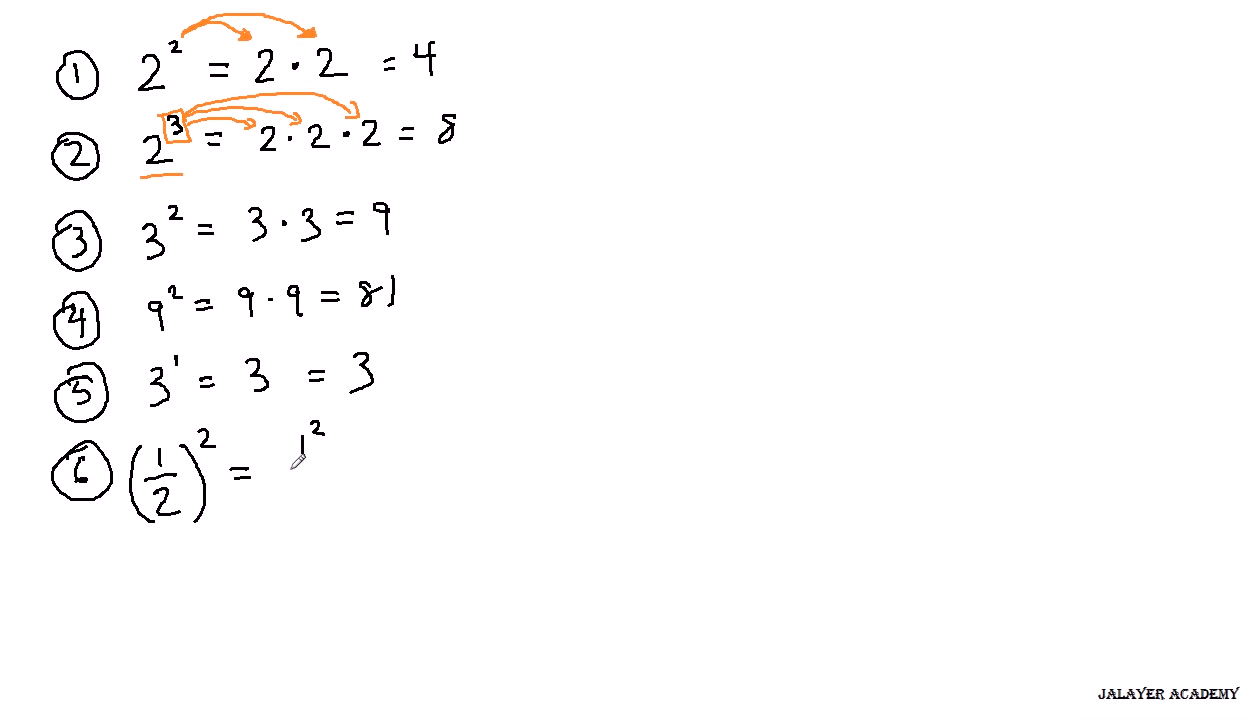 ① 2² = 2 · 2 = 4
② 2³ = 2 · 2 · 2 = 8
③ 3² = 3 · 3 = 9
④ 9² = 9 · 9 = 81
⑤ 3¹ = 3 = 3
⑥ (1/2)² = 1²
JALAYER ACADEMY